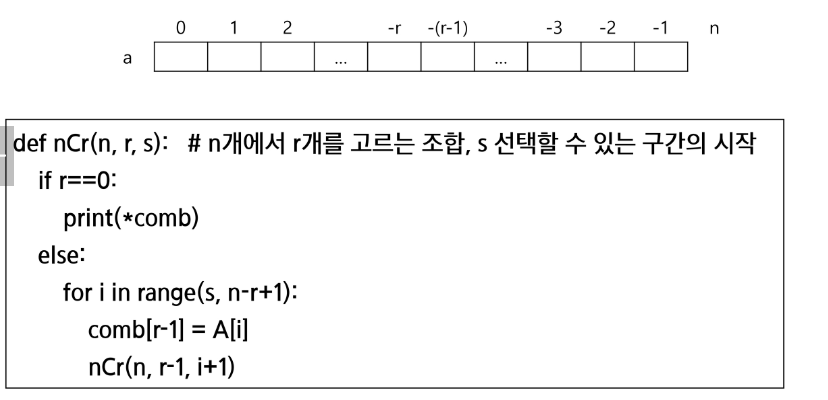 0 1 2 -r -(r-1) -3 -2 -1 n
a ... ...
def nCr(n, r, s): # n개에서 r개를 고르는 조합, s 선택할 수 있는 구간의 시작
if r==0:
print(*comb)
else:
for i in range(s, n-r+1):
comb[r-1] = A[i]
nCr(n, r-1, i+1)